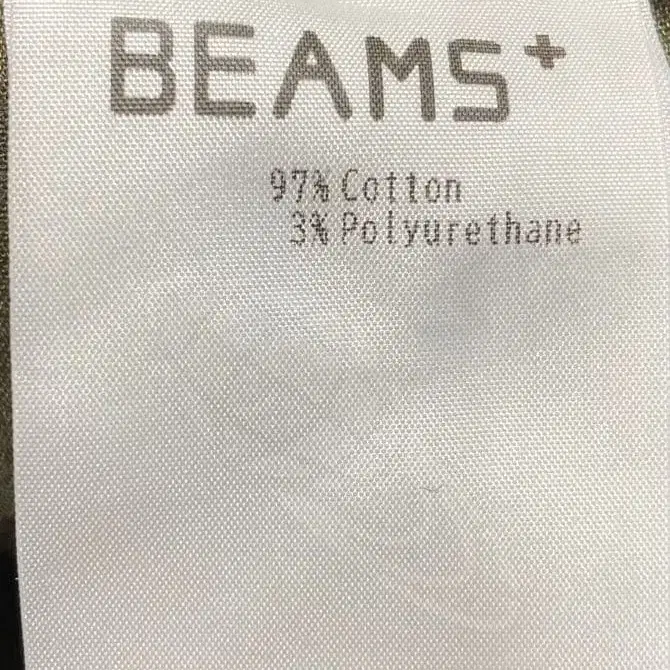 BEAMS+
97% Cotton
3% Polyurethane